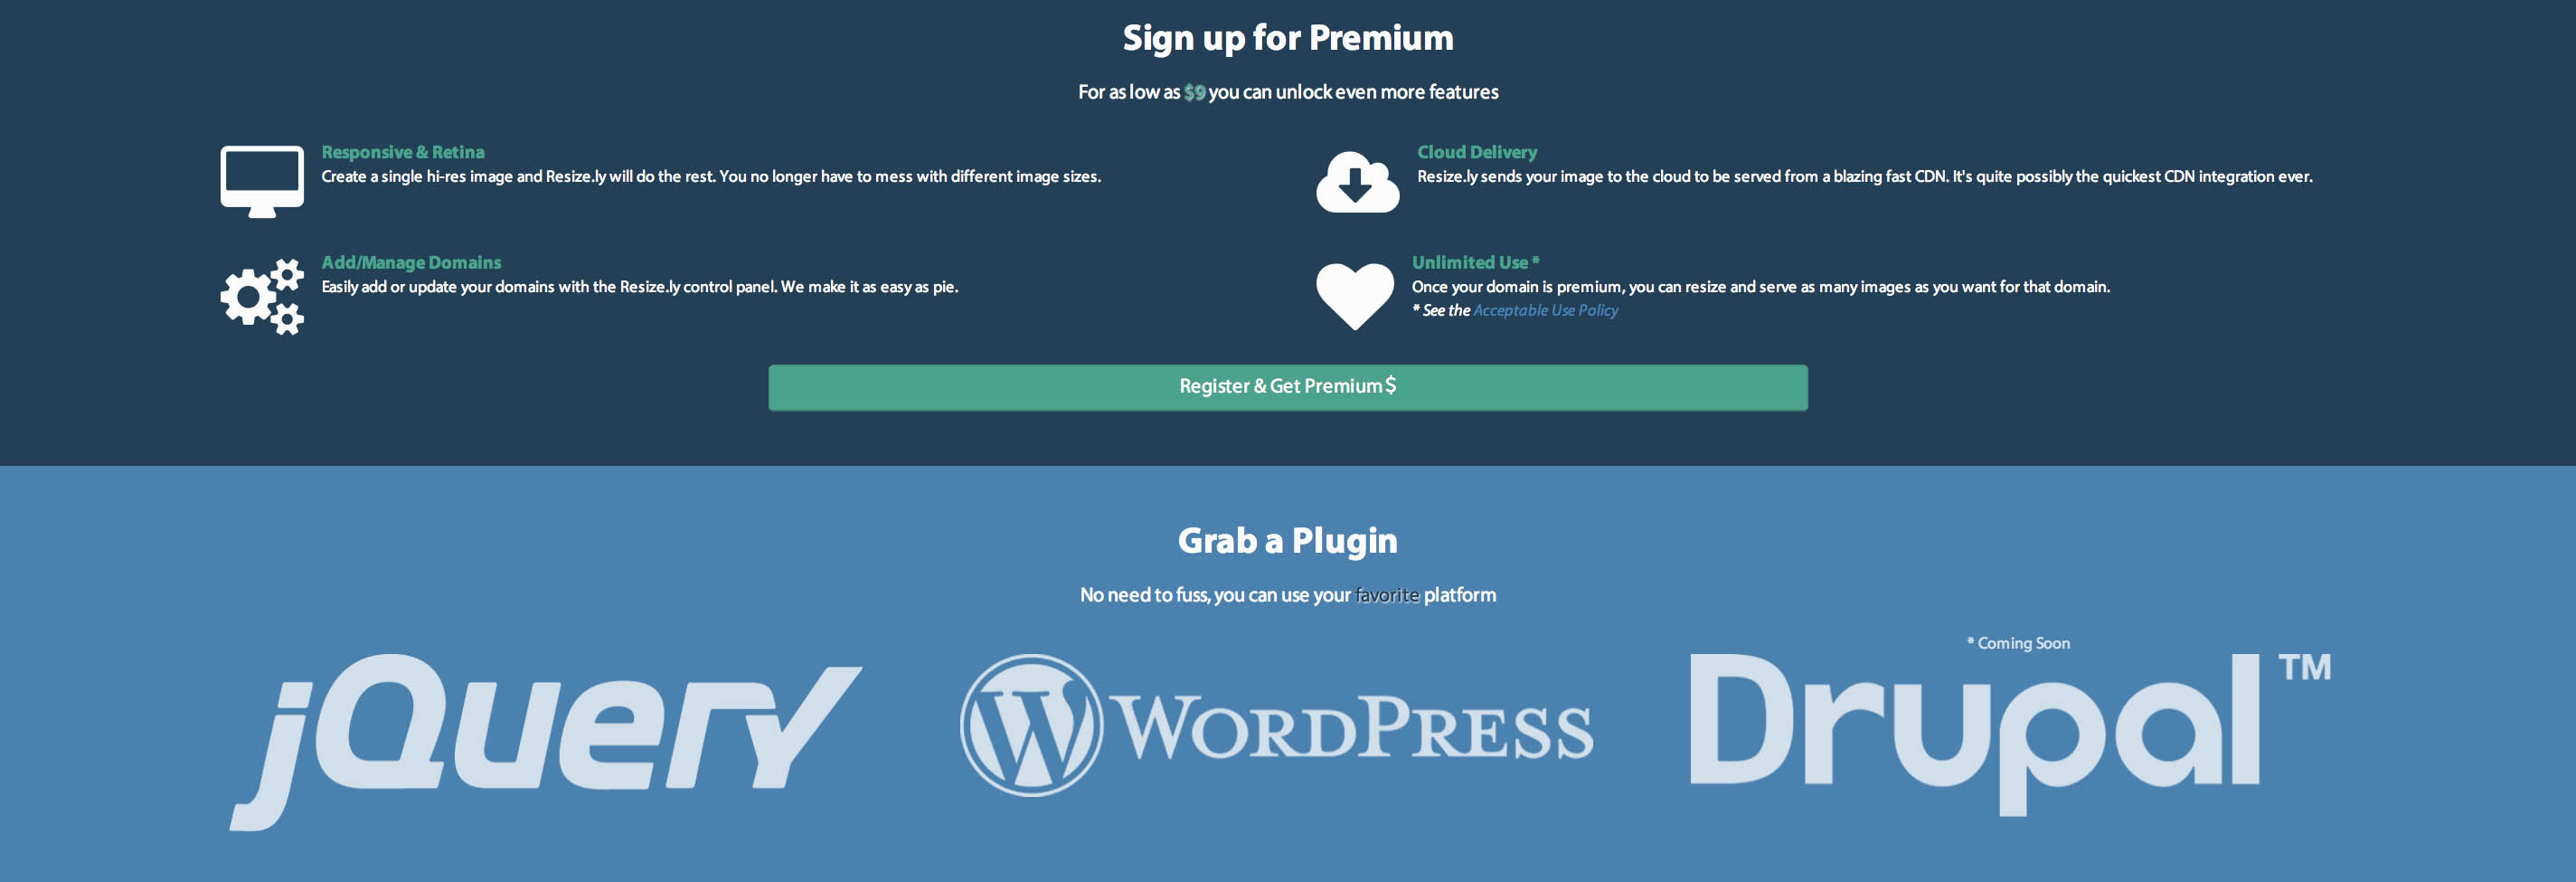 Sign up for Premium
For as low as $9 you can unlock even more features
Responsive & Retina
Create a single hi-res image and Resize.ly will do the rest. You no longer have to mess with different image sizes.
Cloud Delivery
Resize.ly sends your image to the cloud to be served from a blazing fast CDN. It's quite possibly the quickest CDN integration ever.
Add/Manage Domains
Easily add or update your domains with the Resize.ly control panel. We make it as easy as pie.
Unlimited Use *
Once your domain is premium, you can resize and serve as many images as you want for that domain.
* See the Acceptable Use Policy
Register & Get Premium $
Grab a Plugin
No need to fuss, you can use your favorite platform
jQuery
W WORDPRESS
* Coming Soon
Drupal TM